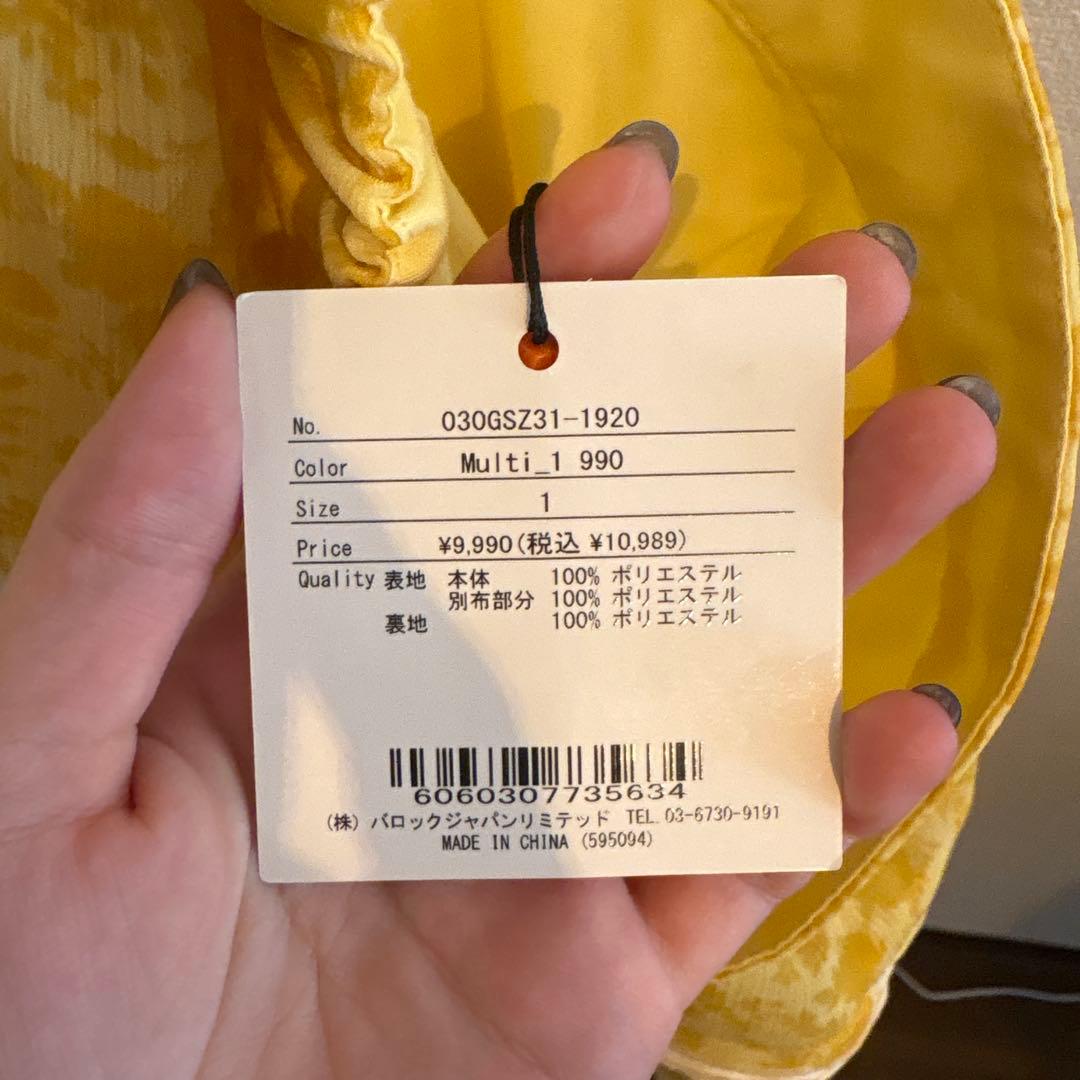 No. 030GSZ31-1920
Color Multi_1 990
Size 1
Price ¥9,990(税込 ¥10,989)
Quality 表地 本体 100% ポリエステル
別布部分 100% ポリエステル
裏地 100% ポリエステル
6060307735634
(株) バロックジャパンリミテッド TEL.03-6730-9191
MADE IN CHINA (595094)